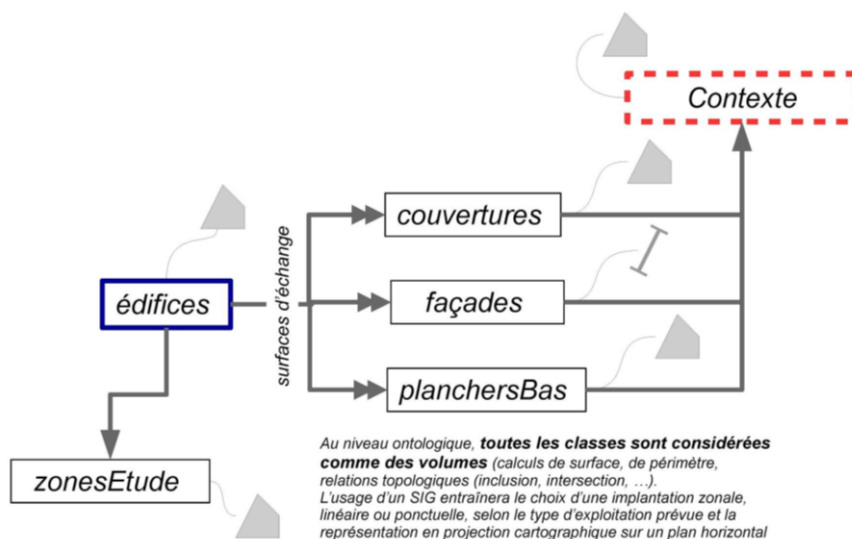 Contexte
couvertures
surfaces d'échange
édifices
façades
planchersBas
zonesEtude
Au niveau ontologique, toutes les classes sont considérées
comme des volumes (calculs de surface, de périmètre,
relations topologiques (inclusion, intersection, …).
L'usage d'un SIG entraînera le choix d'une implantation zonale,
linéaire ou ponctuelle, selon le type d'exploitation prévue et la
représentation en projection cartographique sur un plan horizontal